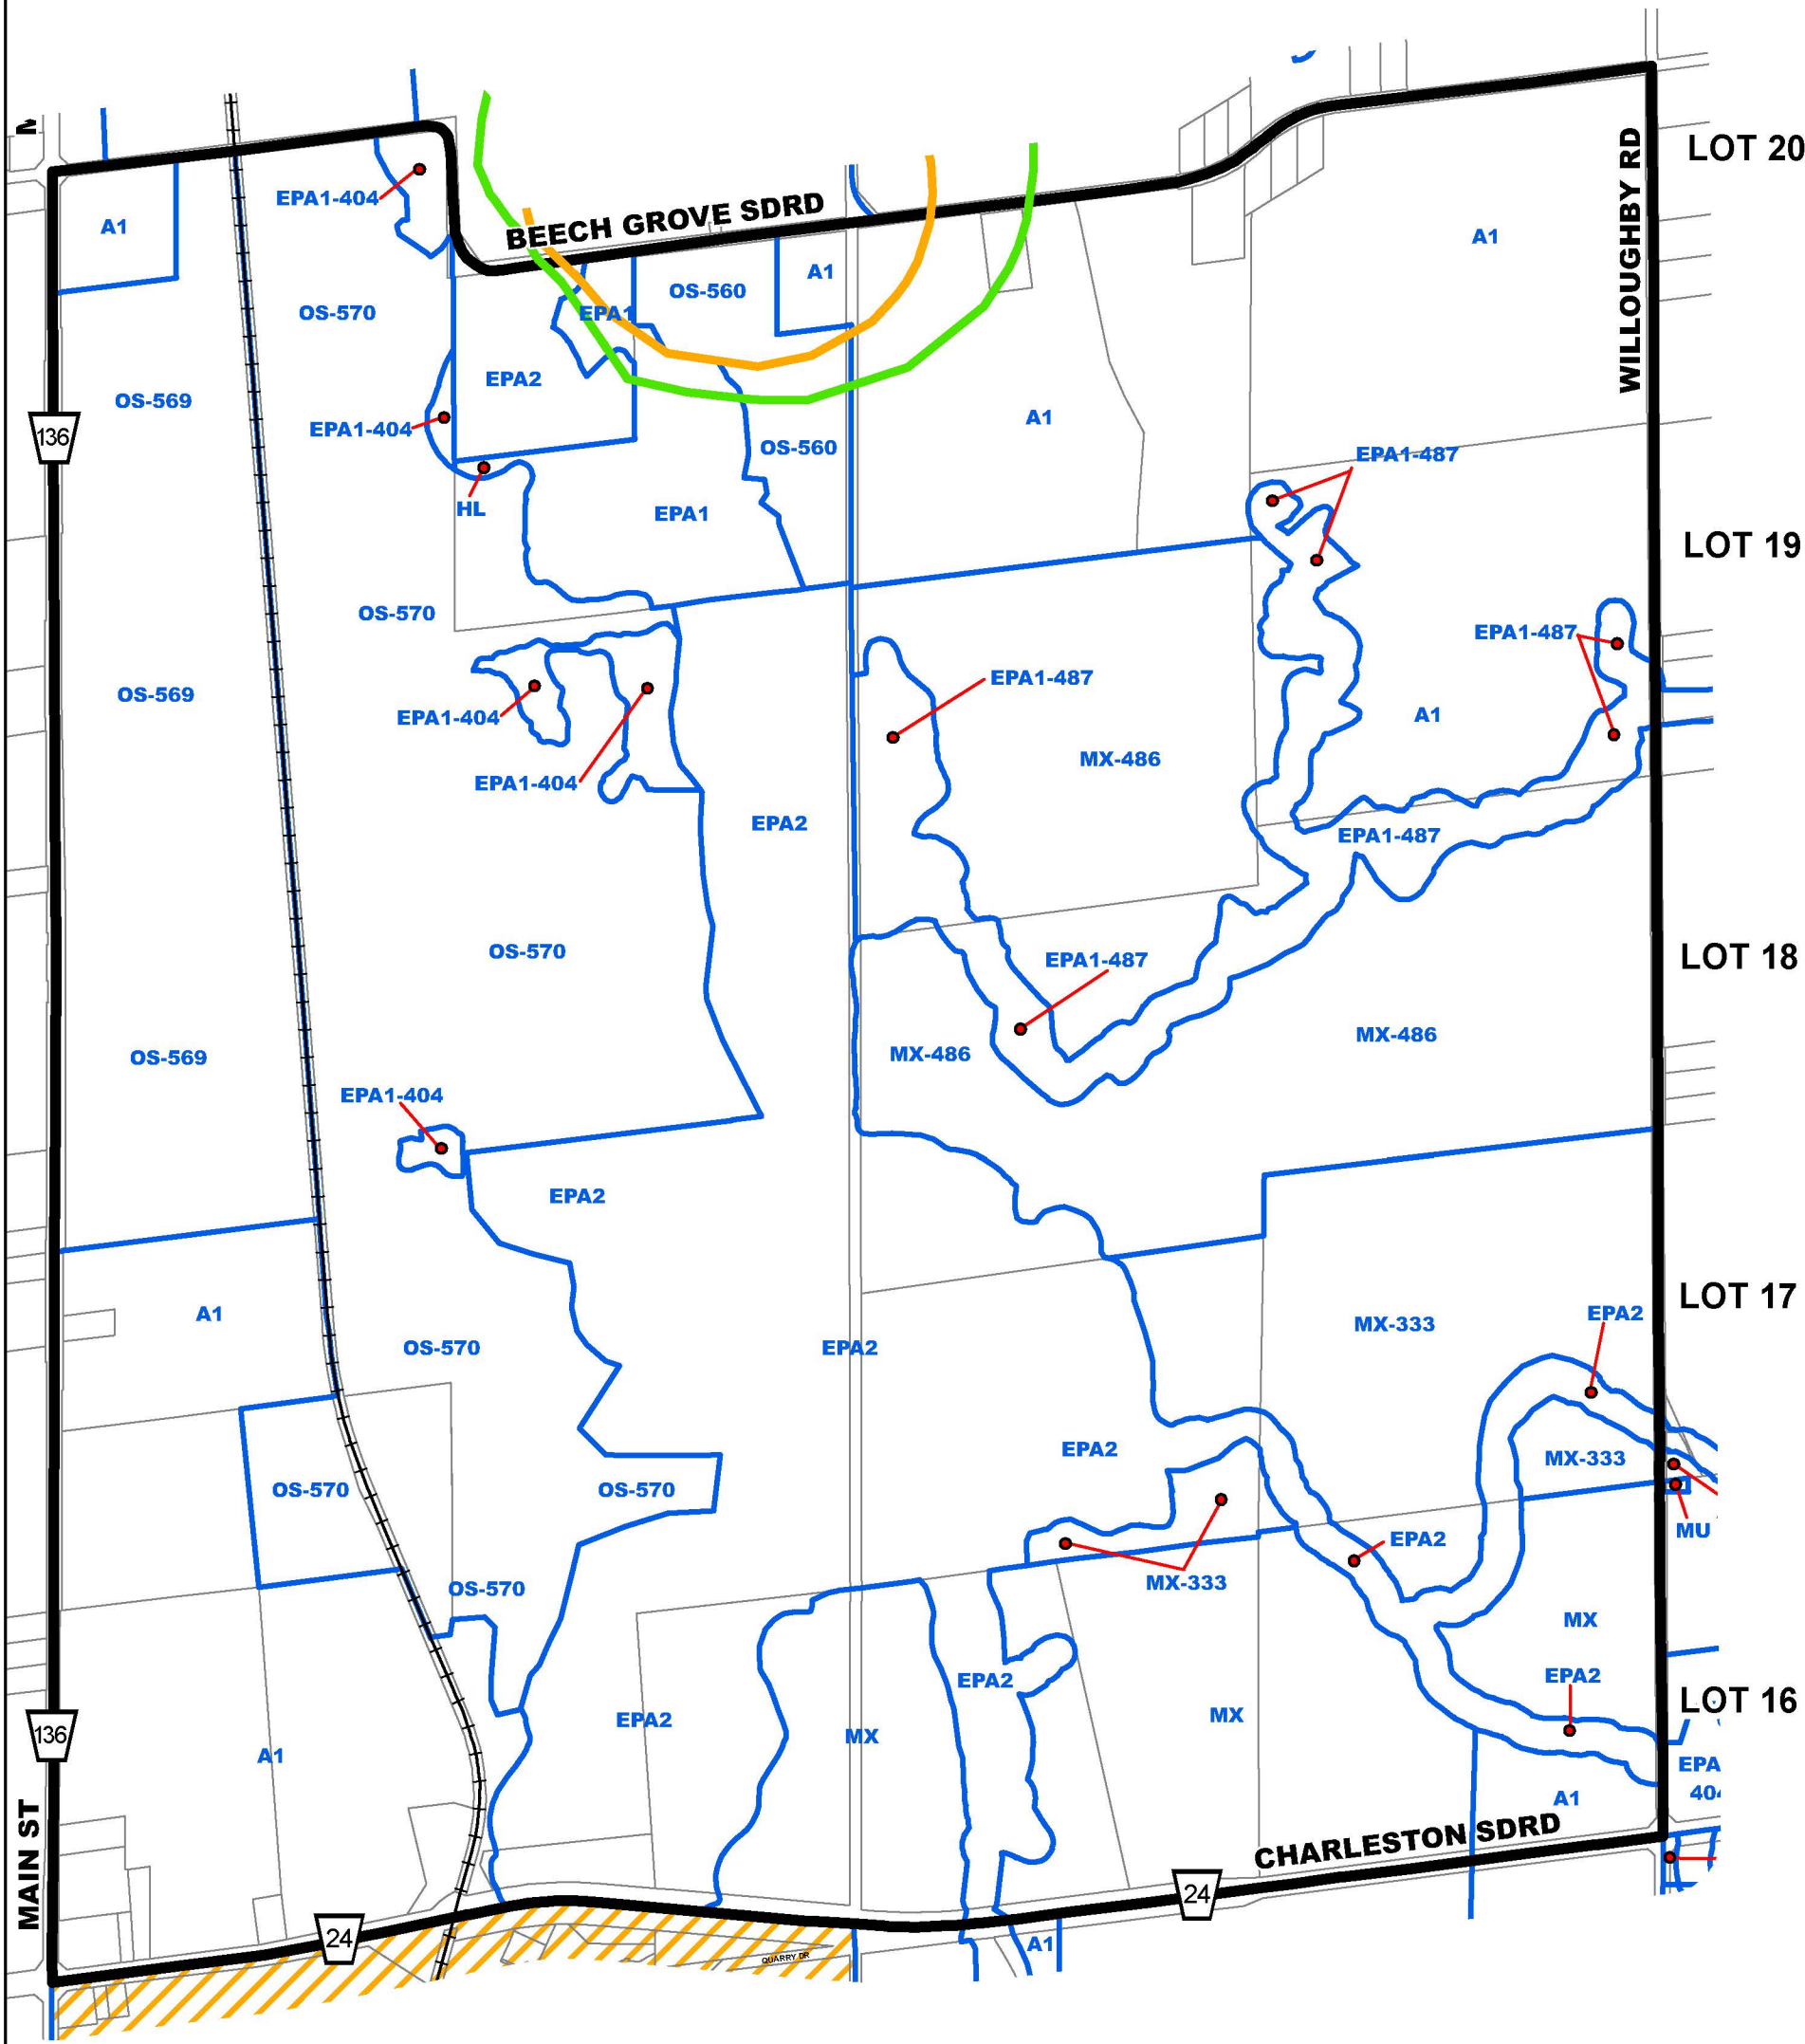 LOT 20
WILLOUGHBY RD
EPA1-404
BEECH GROVE SDRD
A1
A1
A1
OS-560
OS-570
EPA1
EPA2
OS-569
A1
136
EPA1-404
OS-560
EPA1-487
HL
EPA1
LOT 19
OS-570
EPA1-487
EPA1-487
OS-569
EPA1-404
A1
MX-486
EPA1-404
EPA2
EPA1-487
OS-570
EPA1-487
LOT 18
MX-486
MX-486
OS-569
EPA1-404
EPA2
LOT 17
A1
EPA2
MX-333
OS-570
EPA2
EPA2
MX-333
OS-570
OS-570
MU
EPA2
MX-333
OS-570
MX
EPA2
EPA2
LOT 16
EPA2
MX
MX
136
A1
EPA
404
A1
MAIN ST
CHARLESTON SDRD
24
24
A1
QUARRY DR